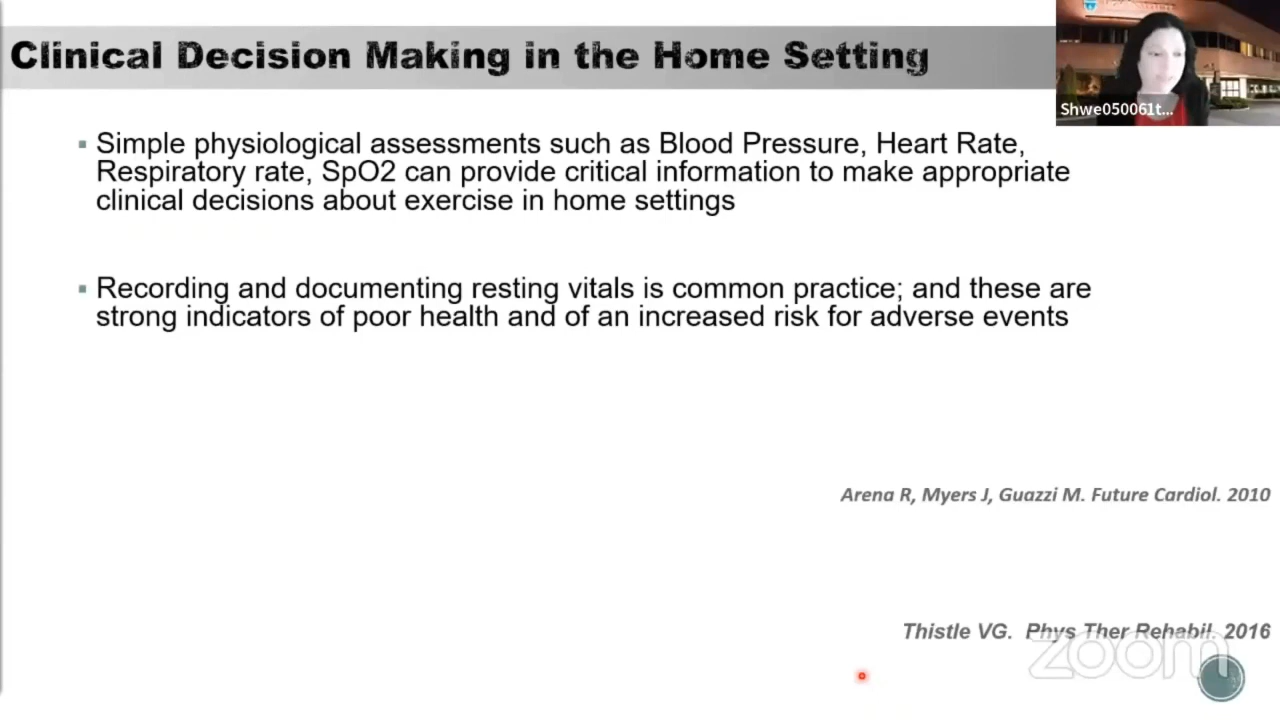 Clinical Decision Making in the Home Setting
Shwe050061t...
▪ Simple physiological assessments such as Blood Pressure, Heart Rate,
Respiratory rate, SpO2 can provide critical information to make appropriate
clinical decisions about exercise in home settings
▪ Recording and documenting resting vitals is common practice; and these are
strong indicators of poor health and of an increased risk for adverse events
Arena R, Myers J, Guazzi M. Future Cardiol. 2010
Thistle VG. Phys Ther Rehabil. 2016
zoom